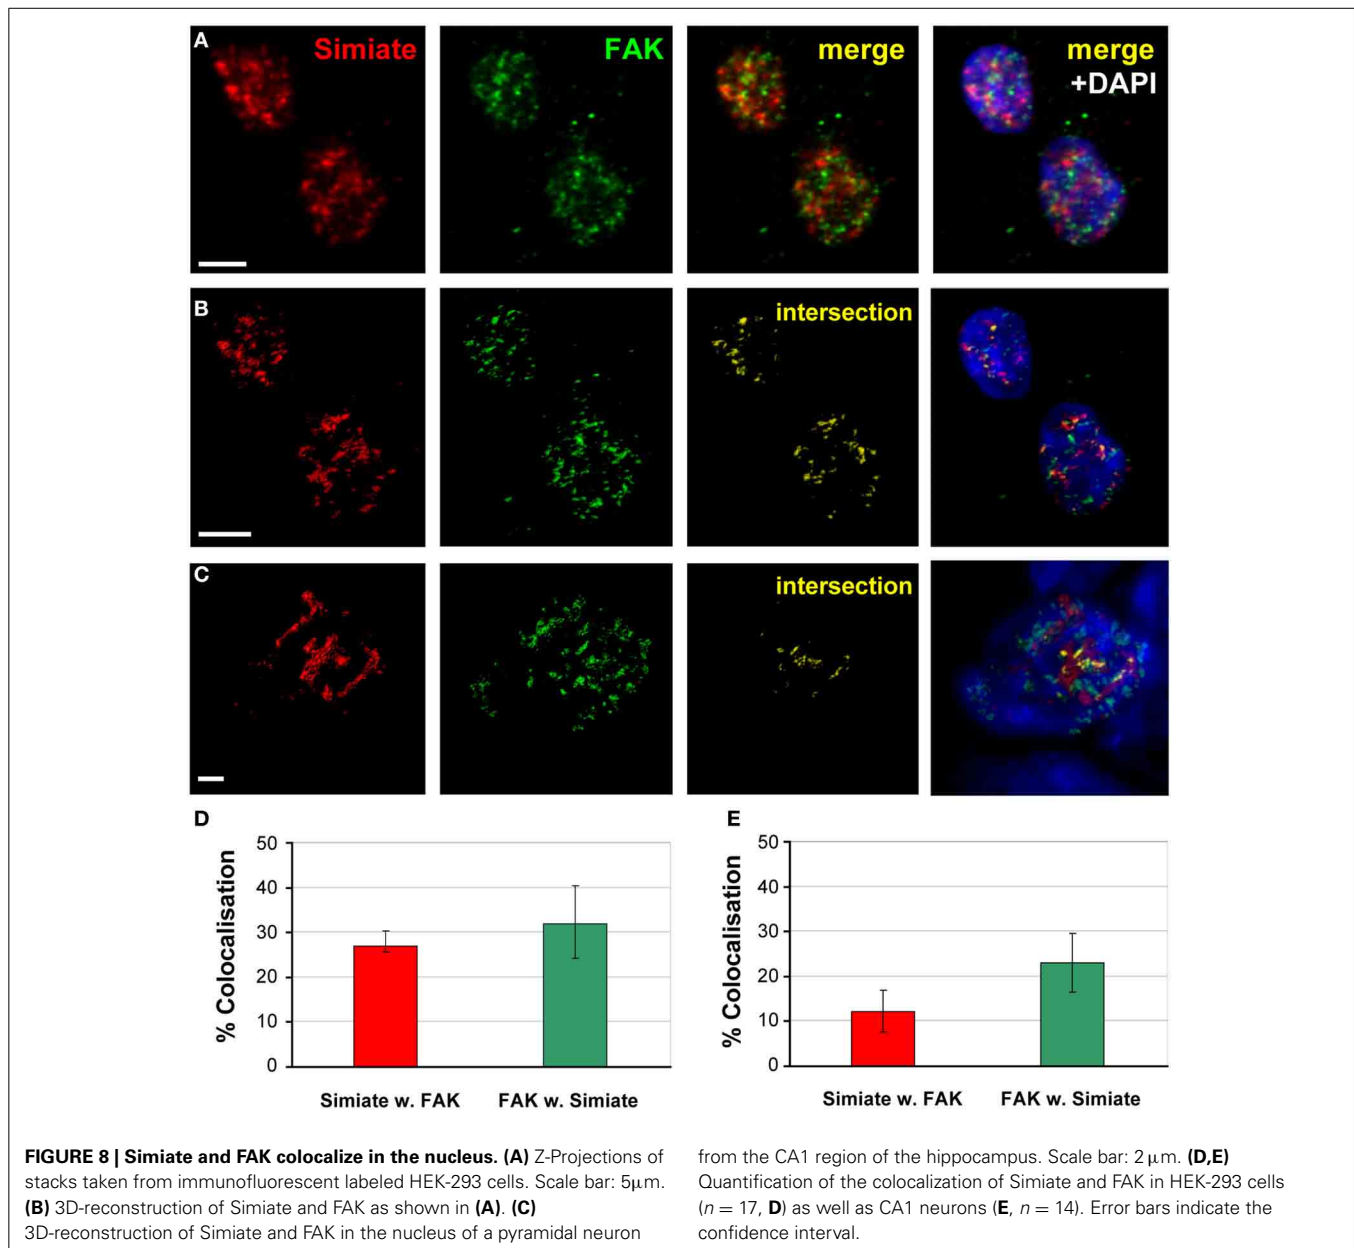 A
Simiate
FAK
merge
merge
+DAPI
B
intersection
C
intersection
D
% Colocalisation
50
40
30
20
10
0
Simiate w. FAK
FAK w. Simiate
E
% Colocalisation
50
40
30
20
10
0
Simiate w. FAK
FAK w. Simiate
FIGURE 8 | Simiate and FAK colocalize in the nucleus. (A) Z-Projections of
stacks taken from immunofluorescent labeled HEK-293 cells. Scale bar: 5μm.
(B) 3D-reconstruction of Simiate and FAK as shown in (A). (C)
3D-reconstruction of Simiate and FAK in the nucleus of a pyramidal neuron
from the CA1 region of the hippocampus. Scale bar: 2 μm. (D,E)
Quantification of the colocalization of Simiate and FAK in HEK-293 cells
(n = 17, D) as well as CA1 neurons (E, n = 14). Error bars indicate the
confidence interval.